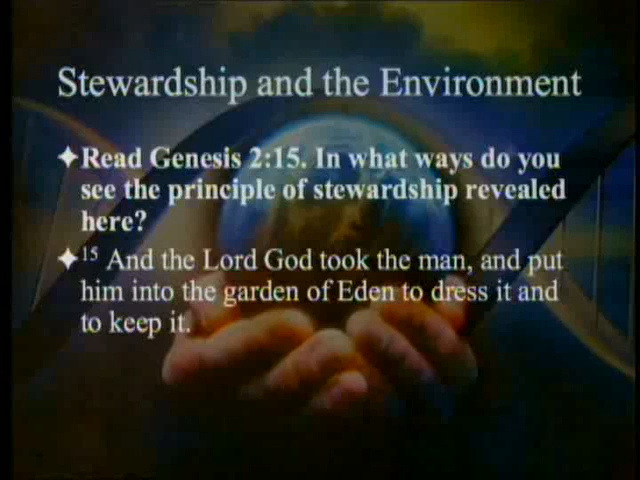 Stewardship and the Environment
✦Read Genesis 2:15. In what ways do you
see the principle of stewardship revealed
here?
✦15 And the Lord God took the man, and put
him into the garden of Eden to dress it and
to keep it.